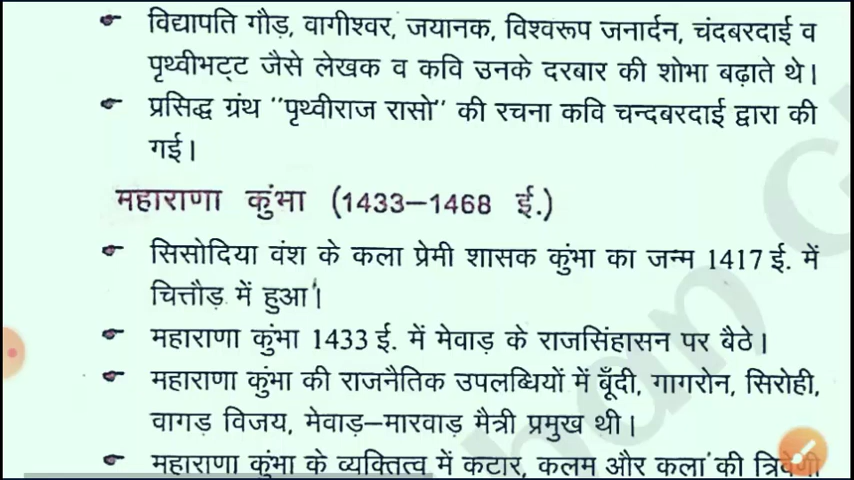 विद्यापति गौड़, वागीश्वर, जयानक, विश्वरूप जनार्दन, चंदबरदाई व
पृथ्वीभट्ट जैसे लेखक व कवि उनके दरबार की शोभा बढ़ाते थे।
प्रसिद्ध ग्रंथ "पृथ्वीराज रासो" की रचना कवि चन्दबरदाई द्वारा की
गई।
महाराणा कुंभा (1433–1468 ई.)
सिसोदिया वंश के कला प्रेमी शासक कुंभा का जन्म 1417 ई. में
चित्तौड़ में हुआ।
महाराणा कुंभा 1433 ई. में मेवाड़ के राजसिंहासन पर बैठे।
महाराणा कुंभा की राजनैतिक उपलब्धियों में बूँदी, गागरोन, सिरोही,
वागड़ विजय, मेवाड़–मारवाड़ मैत्री प्रमुख थी।
महाराणा कुंभा के व्यक्तित्व में कटार, कलम और कला की